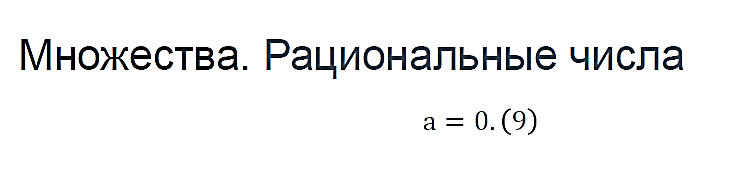 Множества. Рациональные числа
a = 0.(9)